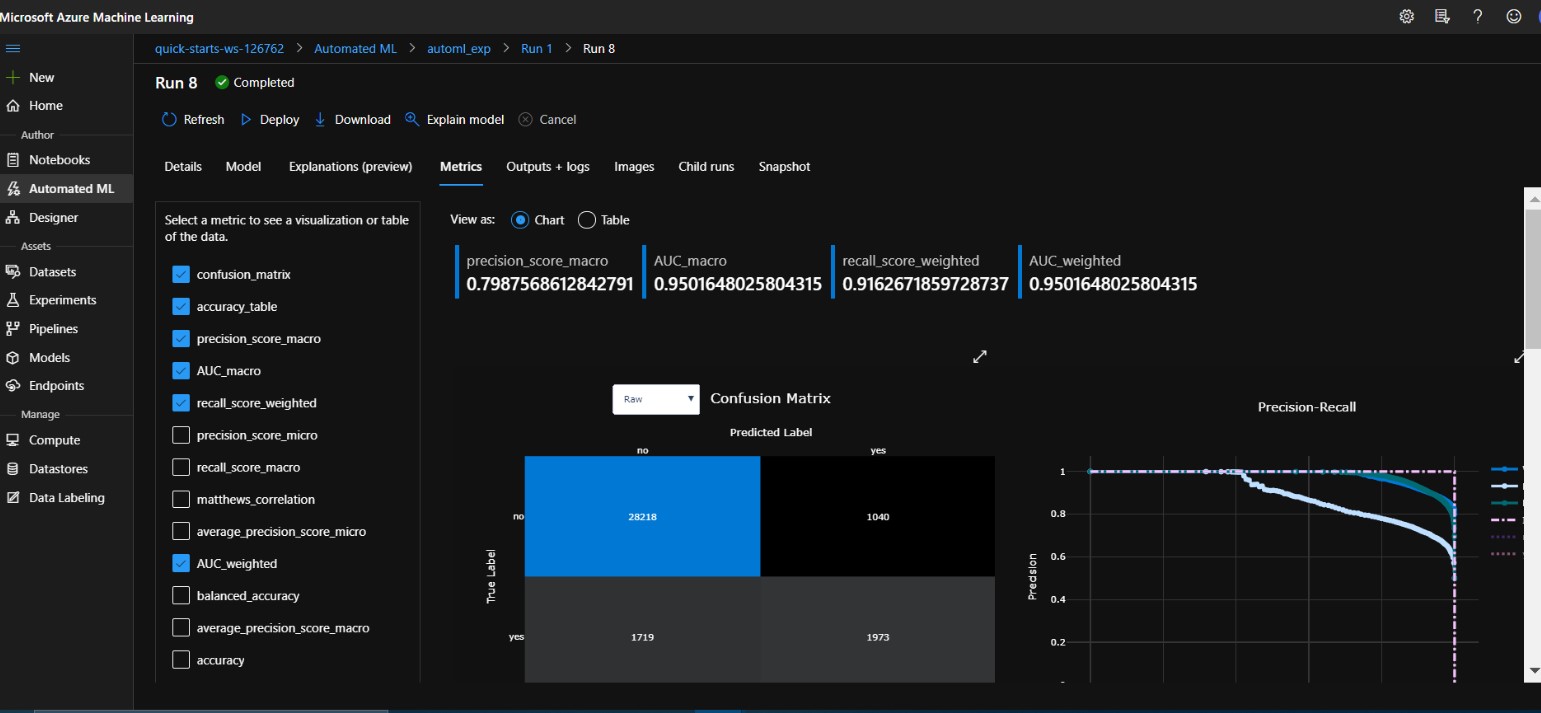 Microsoft Azure Machine Learning
quick-starts-ws-126762 > Automated ML > automl_exp > Run 1 > Run 8
New
Home
Author
Notebooks
Automated ML
Designer
Assets
Datasets
Experiments
Pipelines
Models
Endpoints
Manage
Compute
Datastores
Data Labeling
Run 8 Completed
Refresh Deploy Download Explain model Cancel
Details Model Explanations (preview) Metrics Outputs + logs Images Child runs Snapshot
Select a metric to see a visualization or table
of the data.
confusion_matrix
accuracy_table
precision_score_macro
AUC_macro
recall_score_weighted
precision_score_micro
recall_score_macro
matthews_correlation
average_precision_score_micro
AUC_weighted
balanced_accuracy
average_precision_score_macro
accuracy
View as: Chart Table
precision_score_macro AUC_macro recall_score_weighted AUC_weighted
0.7987568612842791 0.9501648025804315 0.9162671859728737 0.9501648025804315
Raw Confusion Matrix
Predicted Label
no yes
no 28218 1040
True Label
yes 1719 1973
Precision-Recall
Precision
1
0.8
0.6
0.4
0.2